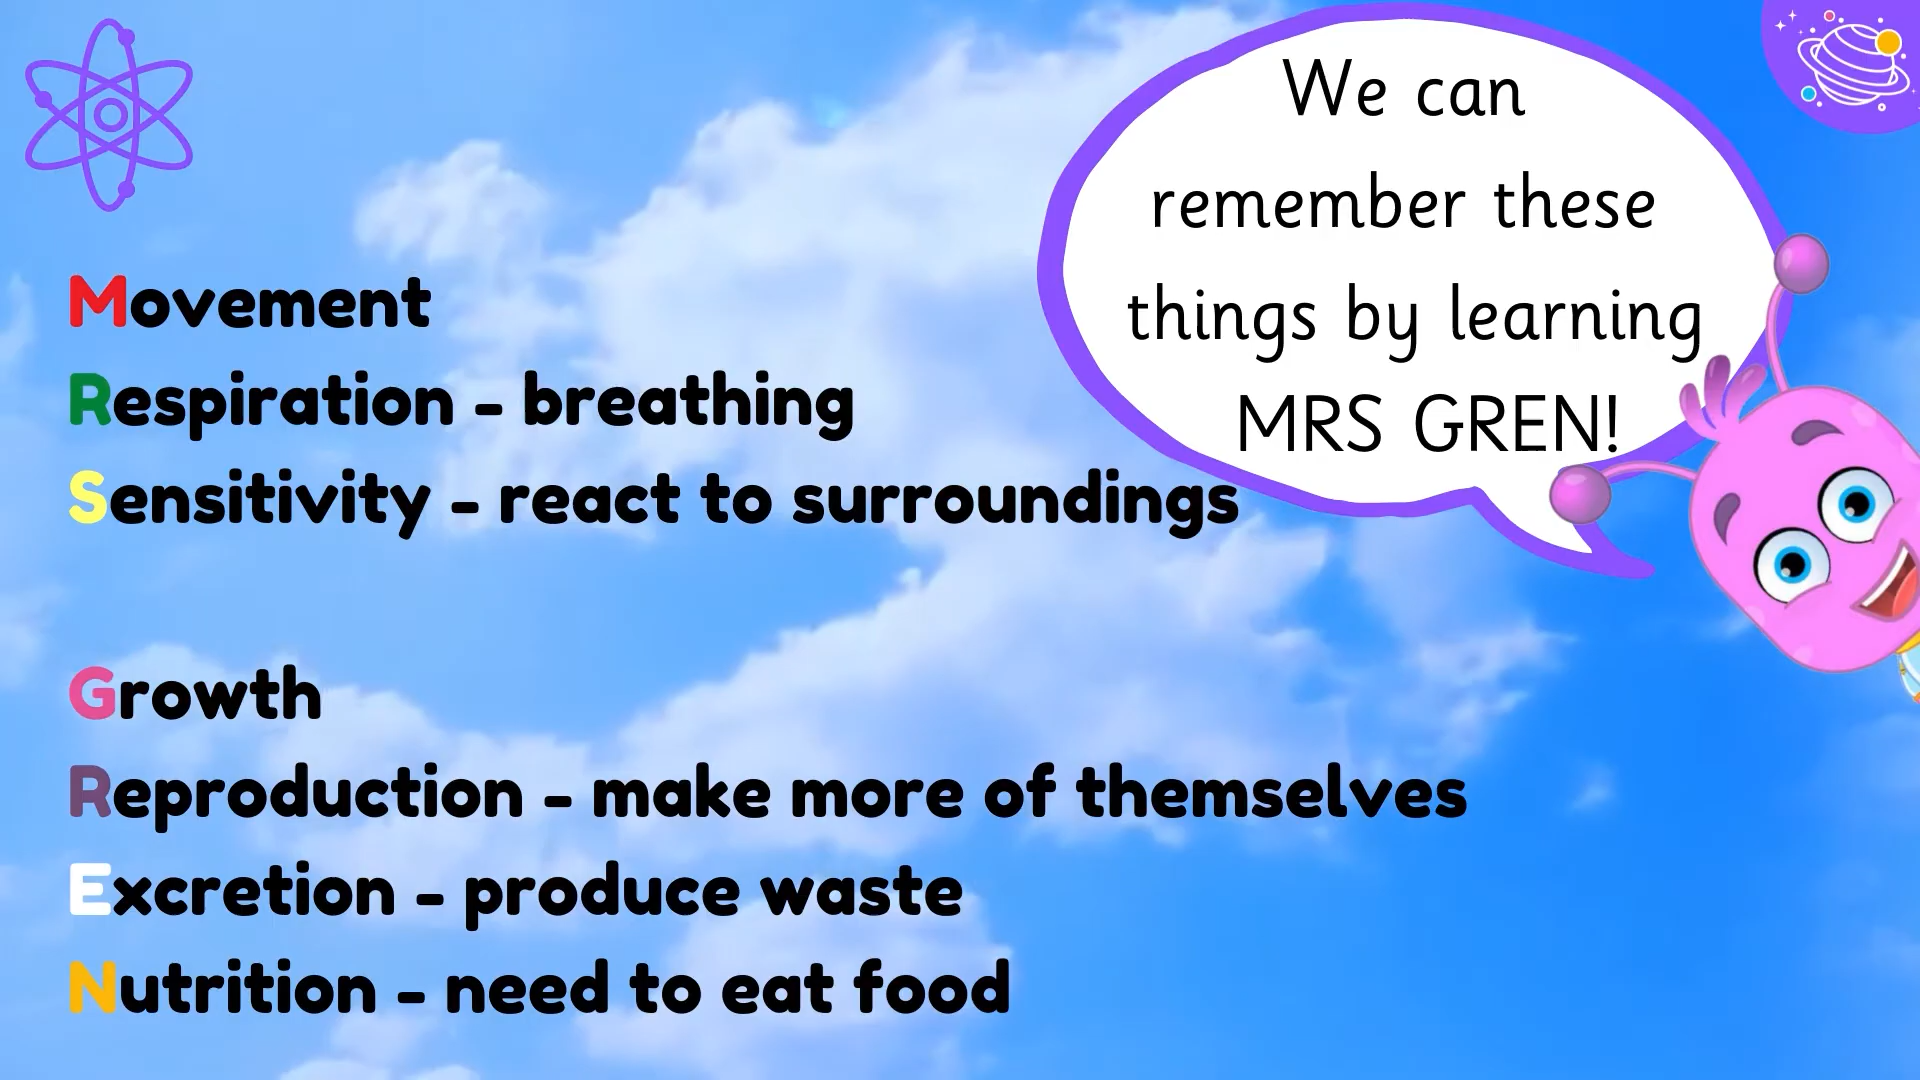 We can
remember these
things by learning
MRS GREN!
Movement
Respiration - breathing
Sensitivity - react to surroundings
Growth
Reproduction - make more of themselves
Excretion - produce waste
Nutrition - need to eat food